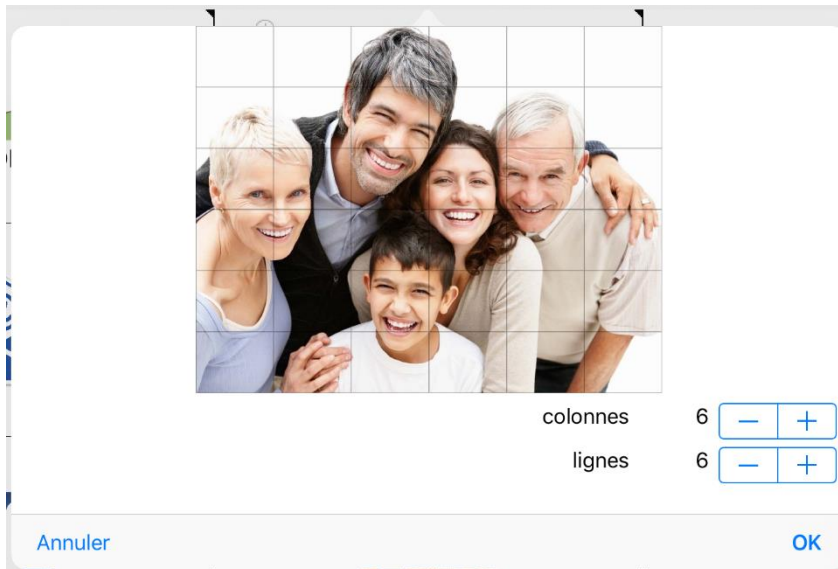 colonnes 6 — +
lignes 6 — +
Annuler OK